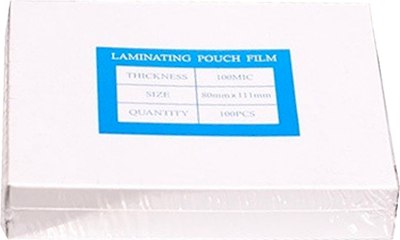 LAMINATING POUCH FILM
THICKNESS 100MIC
SIZE 80mm×111mm
QUANTITY 100PCS